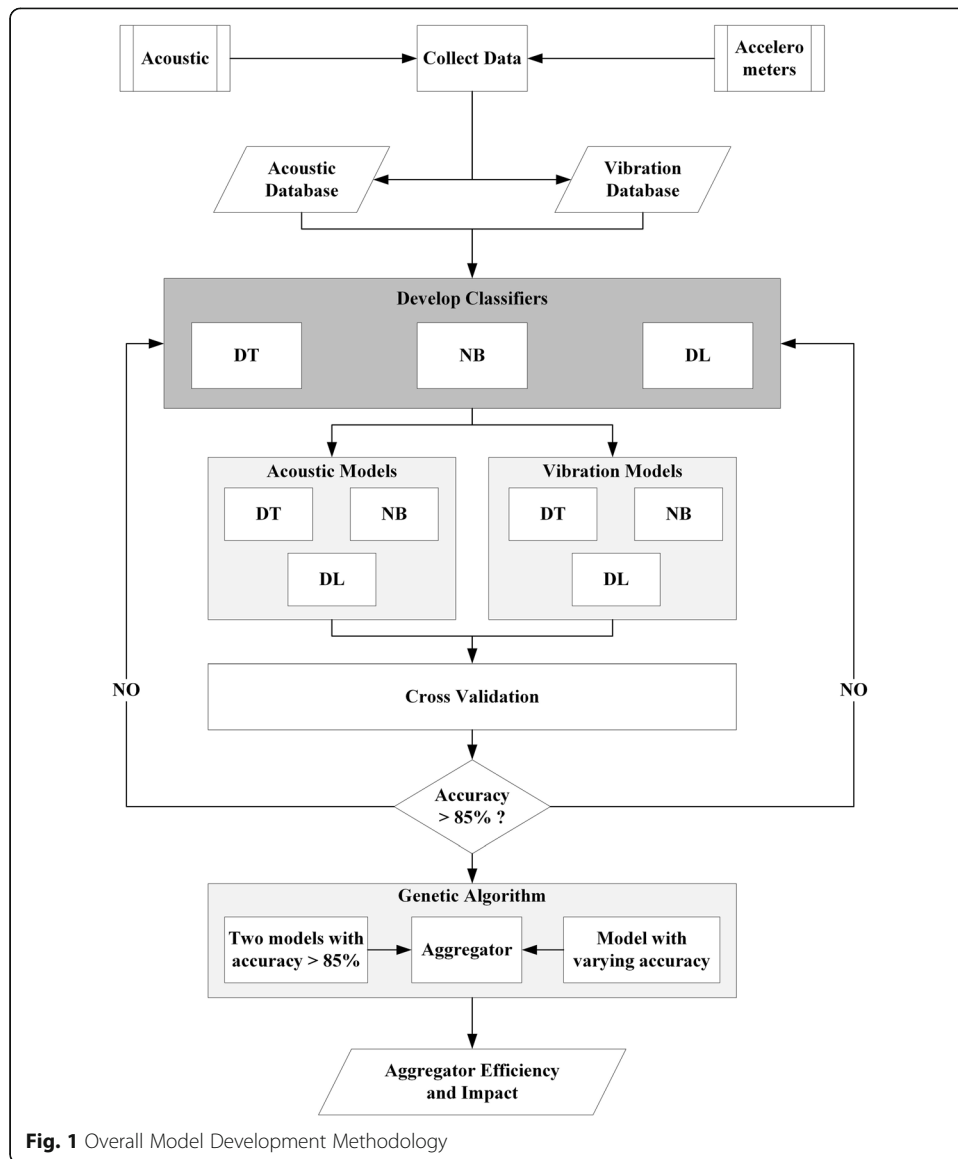 Acoustic
Collect Data
Accelero
meters
Acoustic
Database
Vibration
Database
Develop Classifiers
DT
NB
DL
Acoustic Models
DT
NB
DL
Vibration Models
DT
NB
DL
Cross Validation
NO
NO
Accuracy
> 85% ?
Genetic Algorithm
Two models with
accuracy > 85%
Aggregator
Model with
varying accuracy
Aggregator Efficiency
and Impact
Fig. 1 Overall Model Development Methodology